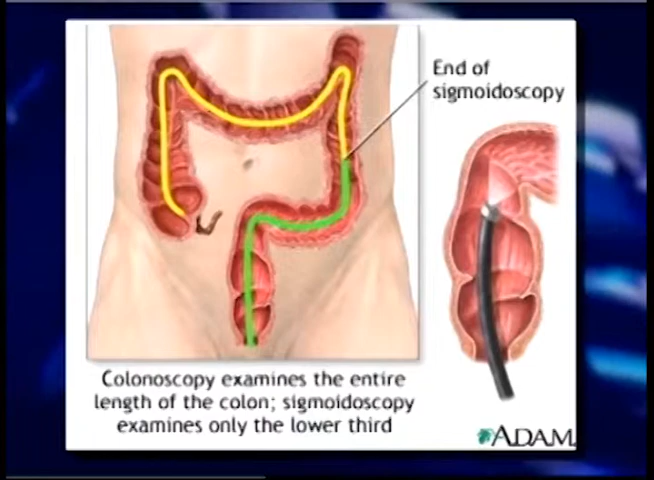 End of
sigmoidoscopy
Colonoscopy examines the entire
length of the colon; sigmoidoscopy
examines only the lower third
ADAM.